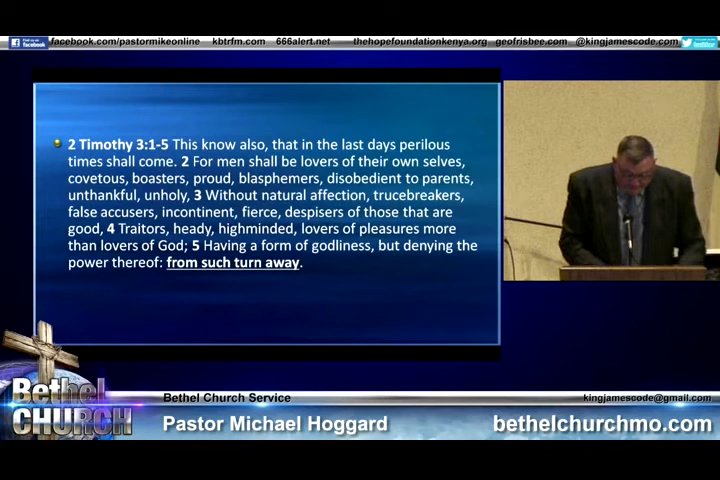 facebook.com/pastormikeonline kbtrfm.com 666alert.net thehopefoundationkenya.org geofrisbee.com @kingjamescode.com
2 Timothy 3:1-5 This know also, that in the last days perilous
times shall come. 2 For men shall be lovers of their own selves,
covetous, boasters, proud, blasphemers, disobedient to parents,
unthankful, unholy, 3 Without natural affection, trucebreakers,
false accusers, incontinent, fierce, despisers of those that are
good, 4 Traitors, heady, highminded, lovers of pleasures more
than lovers of God; 5 Having a form of godliness, but denying the
power thereof: from such turn away.
Bethel
CHURCH
Bethel Church Service kingjamescode@gmail.com
Pastor Michael Hoggard bethelchurchmo.com